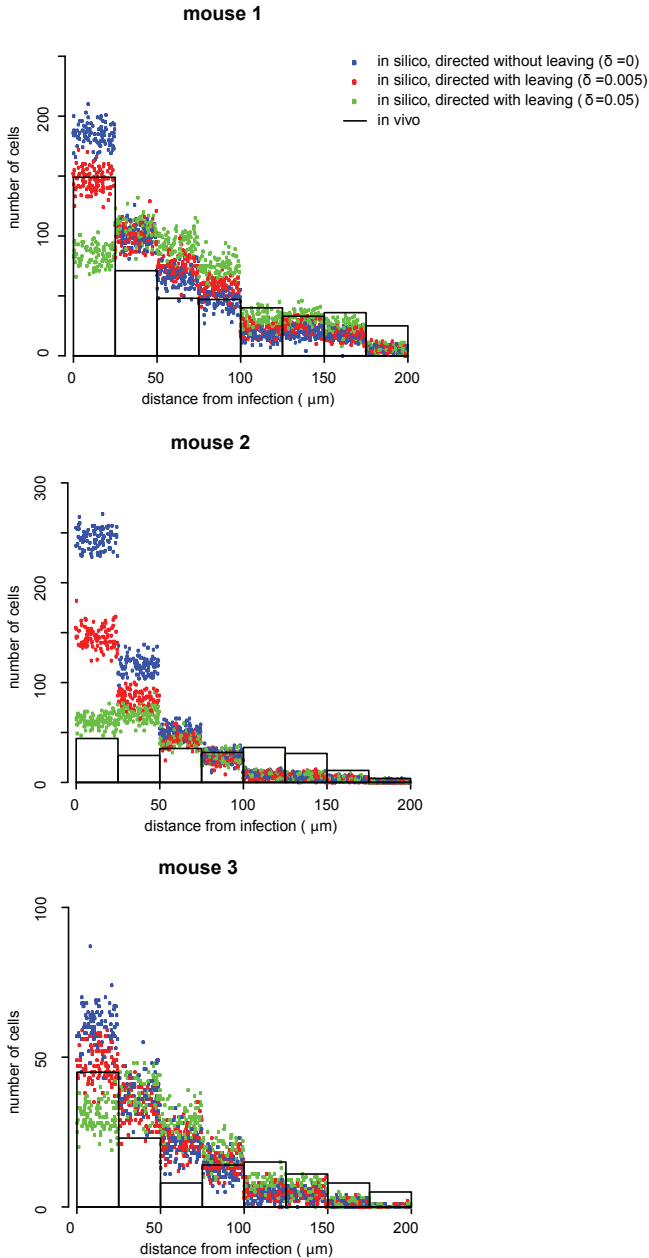 mouse 1
in silico, directed without leaving (δ =0)
in silico, directed with leaving (δ=0.005)
in silico, directed with leaving ( δ=0.05)
in vivo
number of cells
0
100
200
0
50
100
150
200
distance from infection ( μm)
mouse 2
number of cells
0
100
200
300
0
50
100
150
200
distance from infection ( μm)
mouse 3
number of cells
0
50
100
0
50
100
150
200
distance from infection ( μm)